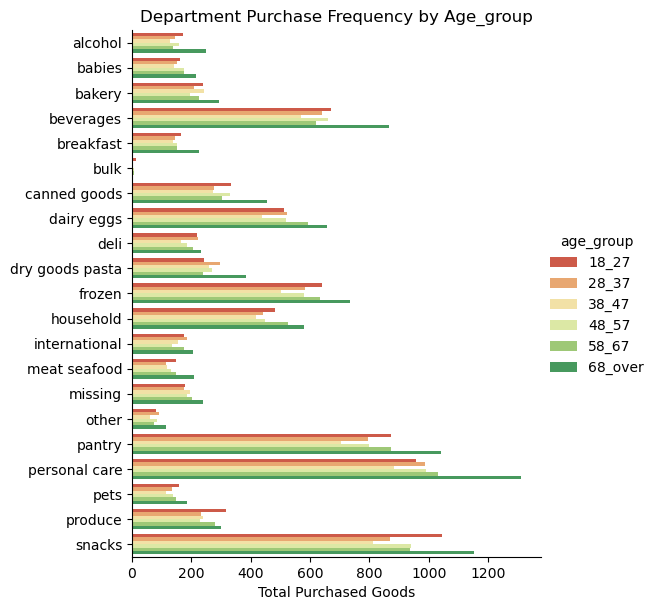 Department Purchase Frequency by Age_group
alcohol
babies
bakery
beverages
breakfast
bulk
canned goods
dairy eggs
deli
dry goods pasta
frozen
household
international
meat seafood
missing
other
pantry
personal care
pets
produce
snacks
0 200 400 600 800 1000 1200
Total Purchased Goods
age_group
18_27
28_37
38_47
48_57
58_67
68_over